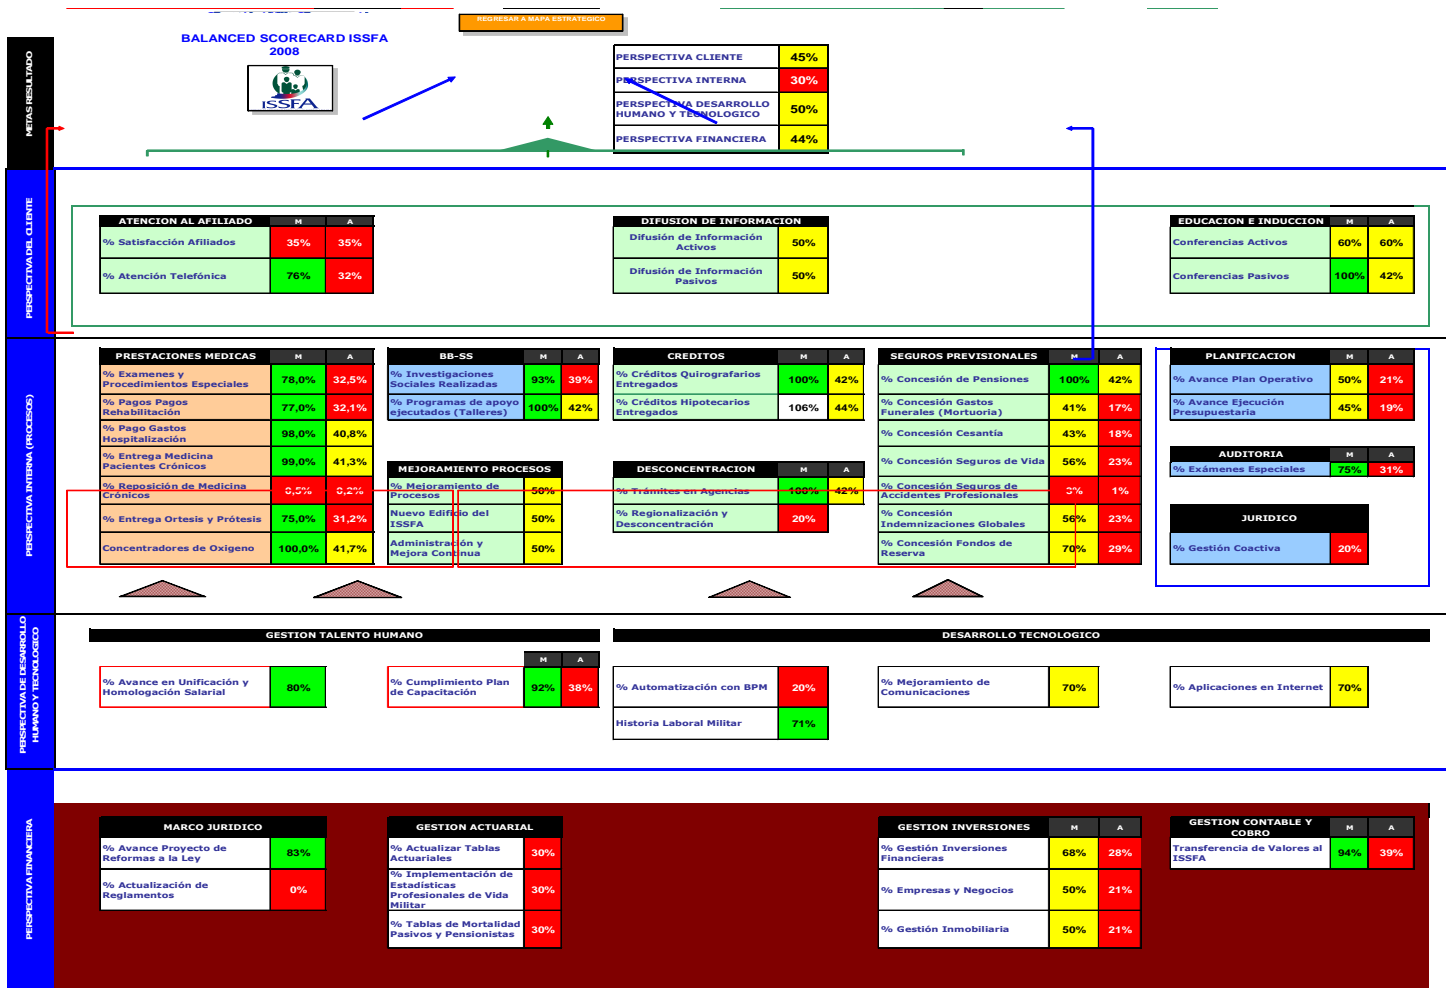 REGRESAR A MAPA ESTRATEGICO
BALANCED SCORECARD ISSFA
2008
ISSFA
METAS RESULTADO
PERSPECTIVA CLIENTE 45%
PERSPECTIVA INTERNA 30%
PERSPECTIVA DESARROLLO
HUMANO Y TECNOLOGICO 50%
PERSPECTIVA FINANCIERA 44%
PERSPECTIVA DEL CLIENTE
ATENCION AL AFILIADO M A
% Satisfacción Afiliados 35% 35%
% Atención Telefónica 76% 32%
DIFUSION DE INFORMACION
Difusión de Información
Activos 50%
Difusión de Información
Pasivos 50%
EDUCACION E INDUCCION M A
Conferencias Activos 60% 60%
Conferencias Pasivos 100% 42%
PERSPECTIVA INTERNA (PROCESOS)
PRESTACIONES MEDICAS M A
% Examenes y
Procedimientos Especiales 78,0% 32,5%
% Pagos Pagos
Rehabilitación 77,0% 32,1%
% Pago Gastos
Hospitalización 98,0% 40,8%
% Entrega Medicina
Pacientes Crónicos 99,0% 41,3%
% Reposición de Medicina
Crónicos 0,5% 0,2%
% Entrega Ortesis y Prótesis 75,0% 31,2%
Concentradores de Oxigeno 100,0% 41,7%
BB-SS M A
% Investigaciones
Sociales Realizadas 93% 39%
% Programas de apoyo
ejecutados (Talleres) 100% 42%
MEJORAMIENTO PROCESOS
% Mejoramiento de
Procesos 50%
Nuevo Edificio del
ISSFA 50%
Administración y
Mejora Continua 50%
CREDITOS M A
% Créditos Quirografarios
Entregados 100% 42%
% Créditos Hipotecarios
Entregados 106% 44%
DESCONCENTRACION M A
% Trámites en Agencias 100% 42%
% Regionalización y
Desconcentración 20%
SEGUROS PREVISIONALES M A
% Concesión de Pensiones 100% 42%
% Concesión Gastos
Funerales (Mortuoria) 41% 17%
% Concesión Cesantía 43% 18%
% Concesión Seguros de Vida 56% 23%
% Concesión Seguros de
Accidentes Profesionales 3% 1%
% Concesión
Indemnizaciones Globales 56% 23%
% Concesión Fondos de
Reserva 70% 29%
PLANIFICACION M A
% Avance Plan Operativo 50% 21%
% Avance Ejecución
Presupuestaria 45% 19%
AUDITORIA M A
% Exámenes Especiales 75% 31%
JURIDICO
% Gestión Coactiva 20%
PERSPECTIVA DE DESARROLLO
HUMANO Y TECNOLOGICO
GESTION TALENTO HUMANO
% Avance en Unificación y
Homologación Salarial 80%
M A
% Cumplimiento Plan
de Capacitación 92% 38%
DESARROLLO TECNOLOGICO
% Automatización con BPM 20%
Historia Laboral Militar 71%
% Mejoramiento de
Comunicaciones 70%
% Aplicaciones en Internet 70%
PERSPECTIVA FINANCIERA
MARCO JURIDICO
% Avance Proyecto de
Reformas a la Ley 83%
% Actualización de
Reglamentos 0%
GESTION ACTUARIAL
% Actualizar Tablas
Actuariales 30%
% Implementación de
Estadísticas
Profesionales de Vida
Militar 30%
% Tablas de Mortalidad
Pasivos y Pensionistas 30%
GESTION INVERSIONES M A
% Gestión Inversiones
Financieras 68% 28%
% Empresas y Negocios 50% 21%
% Gestión Inmobiliaria 50% 21%
GESTION CONTABLE Y
COBRO M A
Transferencia de Valores al
ISSFA 94% 39%